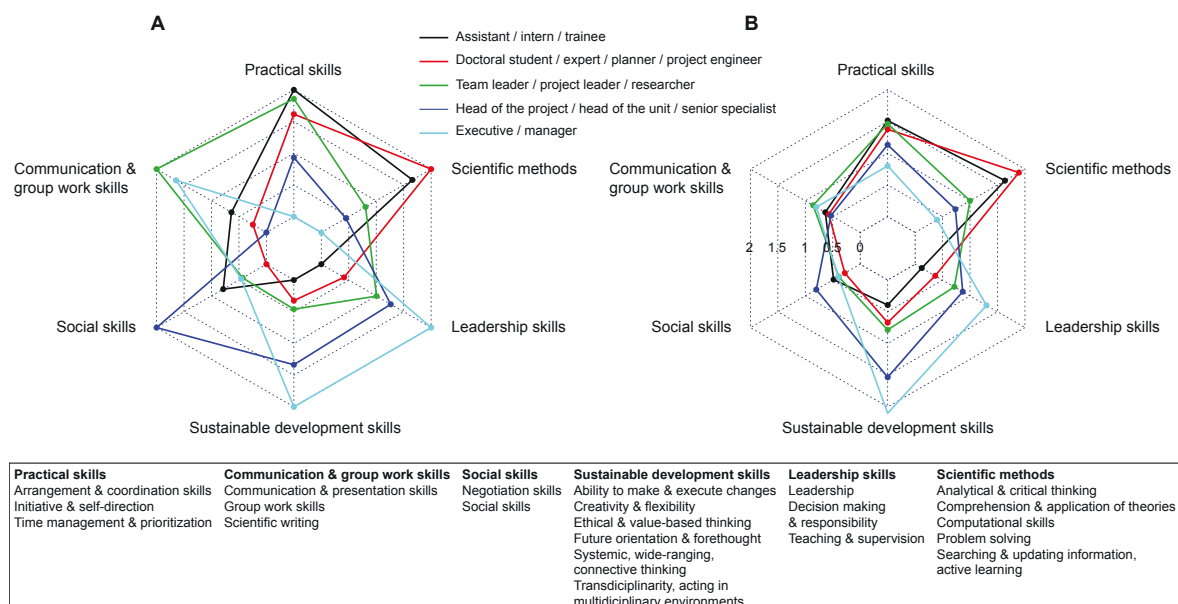 A
B
Assistant / intern / trainee
Doctoral student / expert / planner / project engineer
Team leader / project leader / researcher
Head of the project / head of the unit / senior specialist
Executive / manager
Practical skills
Communication &
group work skills
Scientific methods
Social skills
Leadership skills
Sustainable development skills
Practical skills
Communication &
group work skills
Scientific methods
2 1.5 1 0.5 0
Social skills
Leadership skills
Sustainable development skills
Practical skills
Arrangement & coordination skills
Initiative & self-direction
Time management & prioritization
Communication & group work skills
Communication & presentation skills
Group work skills
Scientific writing
Social skills
Negotiation skills
Social skills
Sustainable development skills
Ability to make & execute changes
Creativity & flexibility
Ethical & value-based thinking
Future orientation & forethought
Systemic, wide-ranging,
connective thinking
Transdiciplinarity, acting in
multidiciplinary environments
Leadership skills
Leadership
Decision making
& responsibility
Teaching & supervision
Scientific methods
Analytical & critical thinking
Comprehension & application of theories
Computational skills
Problem solving
Searching & updating information,
active learning